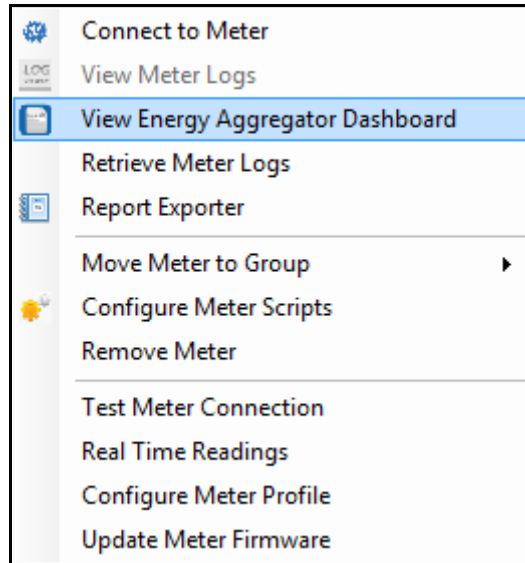 Connect to Meter
LOG
View Meter Logs
View Energy Aggregator Dashboard
Retrieve Meter Logs
Report Exporter
Move Meter to Group
Configure Meter Scripts
Remove Meter
Test Meter Connection
Real Time Readings
Configure Meter Profile
Update Meter Firmware